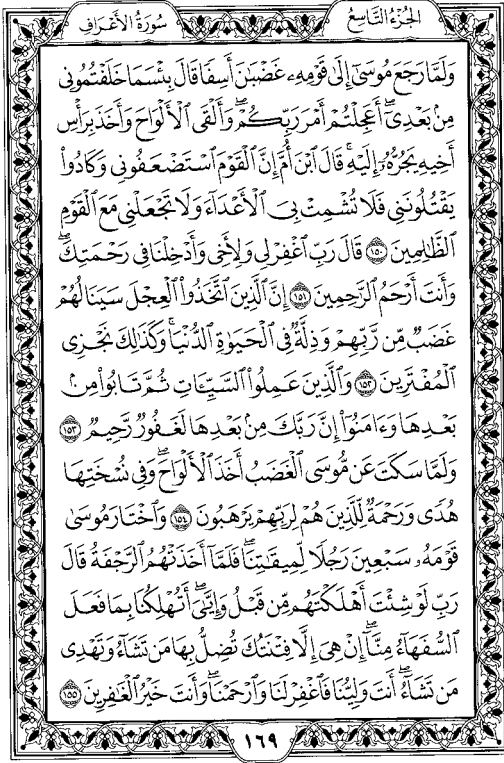 الجزء التاسع
سورة الأعراف
وَلَمَّا رَجَعَ مُوسَىٰٓ إِلَىٰ قَوْمِهِۦ غَضْبَٰنَ أَسِفًا قَالَ بِئْسَمَا خَلَفْتُمُونِى
مِنۢ بَعْدِىٓ ۖ أَعَجِلْتُمْ أَمْرَ رَبِّكُمْ ۖ وَأَلْقَى ٱلْأَلْوَاحَ وَأَخَذَ بِرَأْسِ
أَخِيهِ يَجُرُّهُۥٓ إِلَيْهِ ۚ قَالَ ٱبْنَ أُمَّ إِنَّ ٱلْقَوْمَ ٱسْتَضْعَفُونِى وَكَادُوا۟
يَقْتُلُونَنِى فَلَا تُشْمِتْ بِىَ ٱلْأَعْدَآءَ وَلَا تَجْعَلْنِى مَعَ ٱلْقَوْمِ
ٱلظَّٰلِمِينَ ١٥٠ قَالَ رَبِّ ٱغْفِرْ لِى وَلِأَخِى وَأَدْخِلْنَا فِى رَحْمَتِكَ ۖ
وَأَنتَ أَرْحَمُ ٱلرَّٰحِمِينَ ١٥١ إِنَّ ٱلَّذِينَ ٱتَّخَذُوا۟ ٱلْعِجْلَ سَيَنَالُهُمْ
غَضَبٌ مِّن رَّبِّهِمْ وَذِلَّةٌ فِى ٱلْحَيَوٰةِ ٱلدُّنْيَا ۚ وَكَذَٰلِكَ نَجْزِى
ٱلْمُفْتَرِينَ ١٥٢ وَٱلَّذِينَ عَمِلُوا۟ ٱلسَّيِّـَٔاتِ ثُمَّ تَابُوا۟ مِنۢ
بَعْدِهَا وَءَامَنُوٓا۟ إِنَّ رَبَّكَ مِنۢ بَعْدِهَا لَغَفُورٌ رَّحِيمٌ ١٥٣
وَلَمَّا سَكَتَ عَن مُّوسَى ٱلْغَضَبُ أَخَذَ ٱلْأَلْوَاحَ ۖ وَفِى نُسْخَتِهَا
هُدًى وَرَحْمَةٌ لِّلَّذِينَ هُمْ لِرَبِّهِمْ يَرْهَبُونَ ١٥٤ وَٱخْتَارَ مُوسَىٰ
قَوْمَهُۥ سَبْعِينَ رَجُلًا لِّمِيقَٰتِنَا ۖ فَلَمَّآ أَخَذَتْهُمُ ٱلرَّجْفَةُ قَالَ
رَبِّ لَوْ شِئْتَ أَهْلَكْتَهُم مِّن قَبْلُ وَإِيَّٰىَ ۖ أَتُهْلِكُنَا بِمَا فَعَلَ
ٱلسُّفَهَآءُ مِنَّآ ۖ إِنْ هِىَ إِلَّا فِتْنَتُكَ تُضِلُّ بِهَا مَن تَشَآءُ وَتَهْدِى
مَن تَشَآءُ ۖ أَنتَ وَلِيُّنَا فَٱغْفِرْ لَنَا وَٱرْحَمْنَا ۖ وَأَنتَ خَيْرُ ٱلْغَٰفِرِينَ ١٥٥
١٦٩